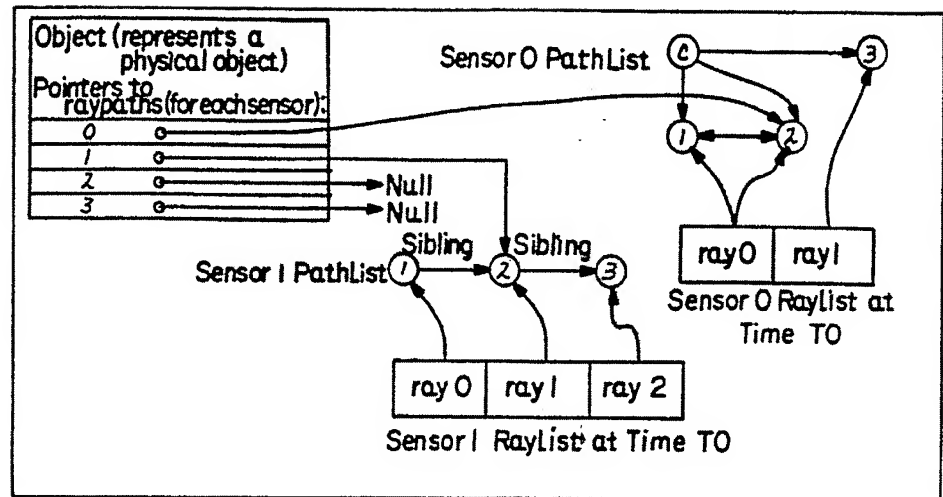 Object (represents a
physical object)
Pointers to
raypaths (for each sensor):
0
1
2
3
Null
Null
Sensor 0 PathList
C
3
1
2
ray 0
ray 1
Sensor 0 RayList at
Time T0
Sibling
Sibling
Sensor 1 PathList
1
2
3
ray 0
ray 1
ray 2
Sensor 1 RayList at Time T0